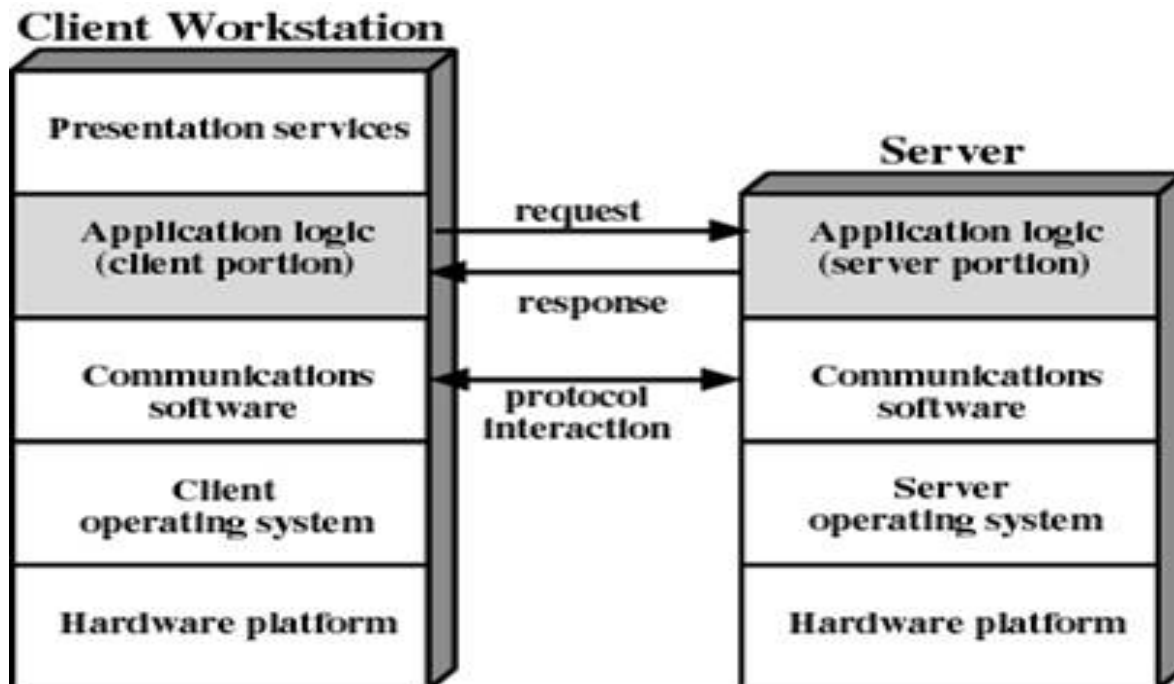 Client Workstation
Presentation services
Application logic
(client portion)
Communications
software
Client
operating system
Hardware platform
request
response
protocol
interaction
Server
Application logic
(server portion)
Communications
software
Server
operating system
Hardware platform